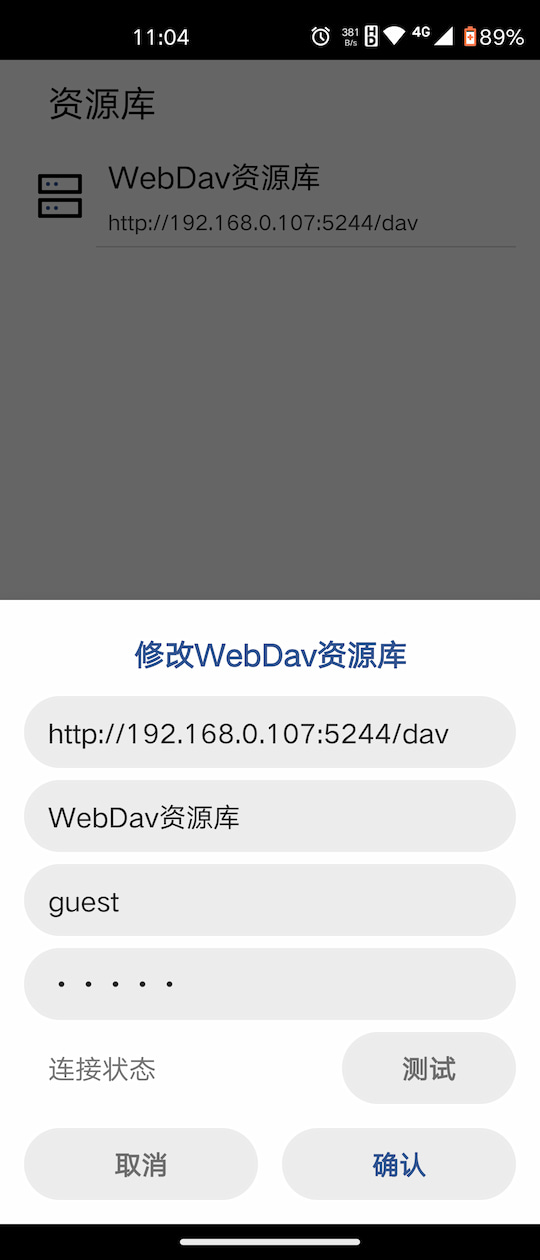 11:04
381
B/s
HD
4G
89%
资源库
WebDav资源库
http://192.168.0.107:5244/dav
修改WebDav资源库
http://192.168.0.107:5244/dav
WebDav资源库
guest
·····
连接状态
测试
取消
确认